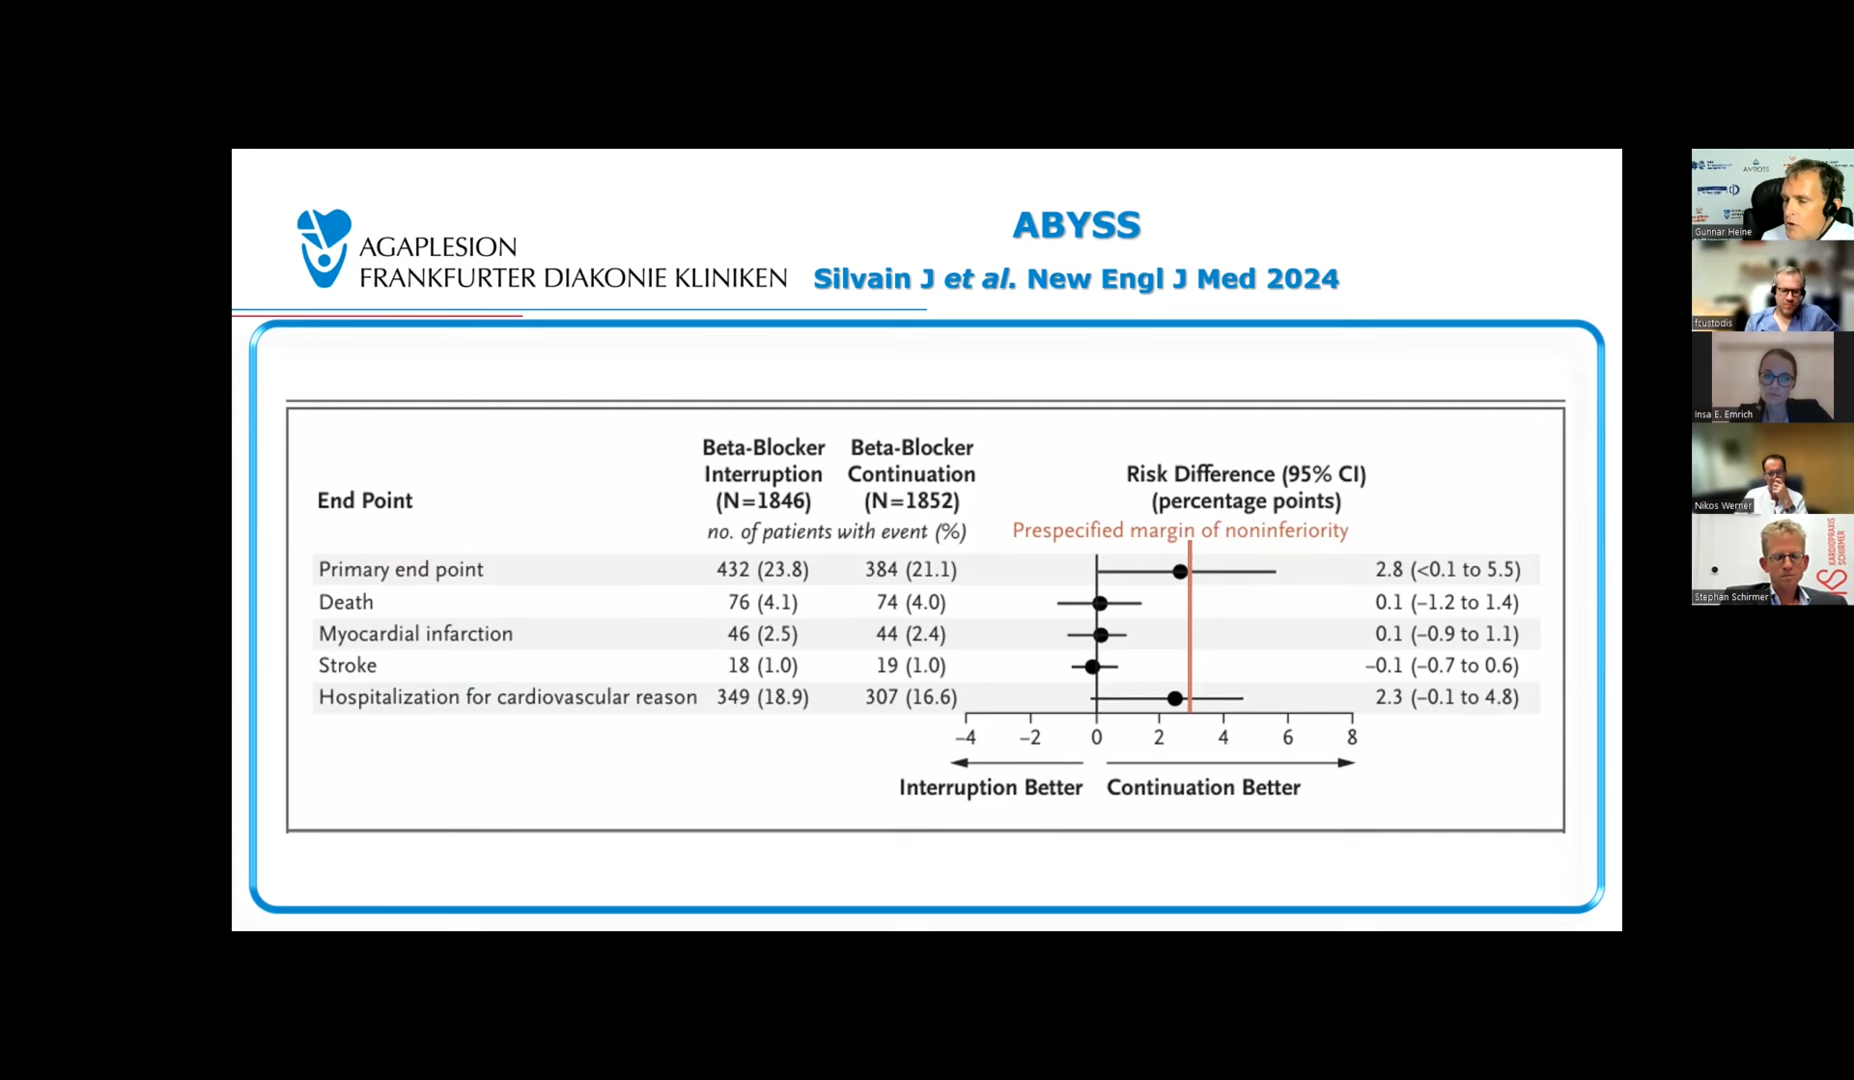 AGAPLESION
FRANKFURTER DIAKONIE KLINIKEN
ABYSS
Silvain J et al. New Engl J Med 2024
End Point
Beta-Blocker
Interruption
(N=1846)
Beta-Blocker
Continuation
(N=1852)
no. of patients with event (%)
Risk Difference (95% CI)
(percentage points)
Prespecified margin of noninferiority
Primary end point 432 (23.8) 384 (21.1) 2.8 (<0.1 to 5.5)
Death 76 (4.1) 74 (4.0) 0.1 (–1.2 to 1.4)
Myocardial infarction 46 (2.5) 44 (2.4) 0.1 (–0.9 to 1.1)
Stroke 18 (1.0) 19 (1.0) –0.1 (–0.7 to 0.6)
Hospitalization for cardiovascular reason 349 (18.9) 307 (16.6) 2.3 (–0.1 to 4.8)
–4 –2 0 2 4 6 8
Interruption Better Continuation Better
AMBOSS
Gunnar Heine
fcustodis
Insa E. Emrich
Nikos Werner
KARDIOPRAXIS
SCHIRMER
KS
Stephan Schirmer